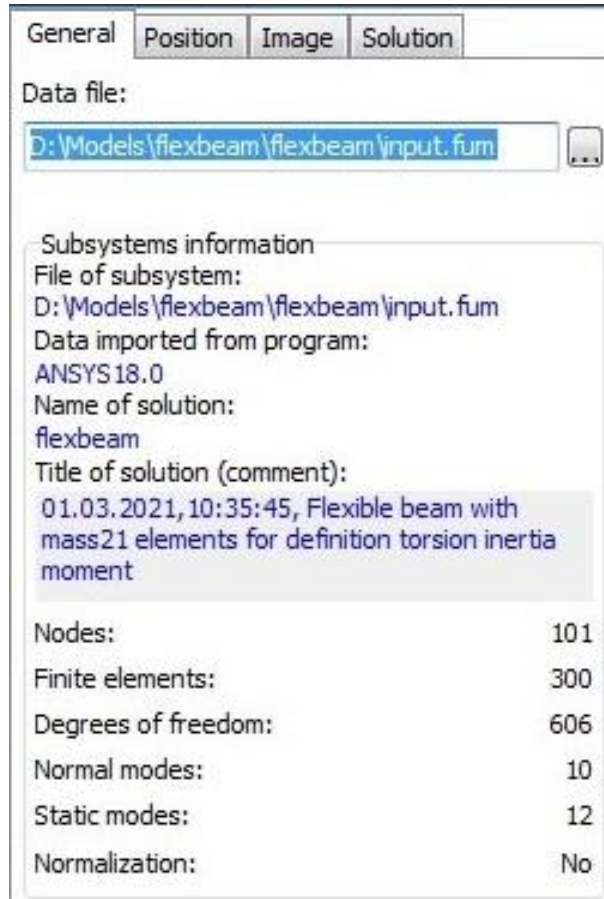 General Position Image Solution
Data file:
D:\Models\flexbeam\flexbeam\input.fum ...
Subsystems information
File of subsystem:
D:\Models\flexbeam\flexbeam\input.fum
Data imported from program:
ANSYS18.0
Name of solution:
flexbeam
Title of solution (comment):
01.03.2021,10:35:45, Flexible beam with
mass21 elements for definition torsion inertia
moment
Nodes: 101
Finite elements: 300
Degrees of freedom: 606
Normal modes: 10
Static modes: 12
Normalization: No